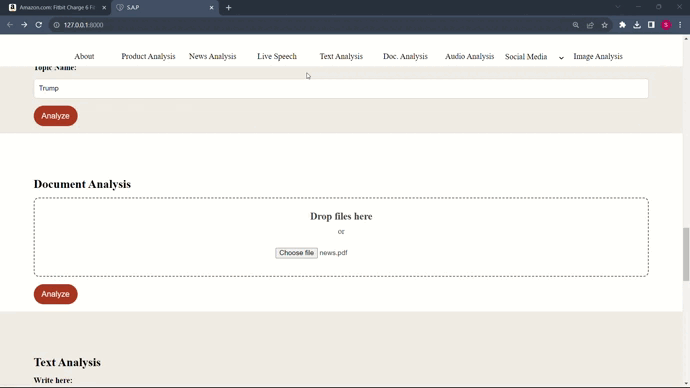 Amazon.com: Fitbit Charge 6 Fit
S.A.P
127.0.0.1:8000
S
About Product Analysis News Analysis Live Speech Text Analysis Doc. Analysis Audio Analysis Social Media Image Analysis
Topic Name:
Trump
Analyze
Document Analysis
Drop files here
or
Choose file news.pdf
Analyze
Text Analysis
Write here: